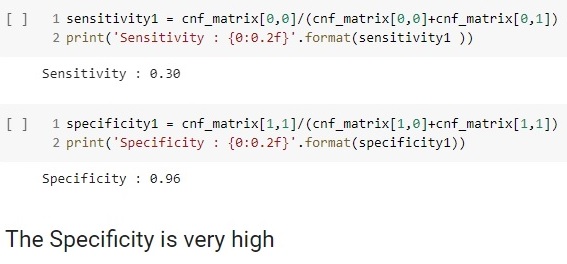 [ ] 1 sensitivity1 = cnf_matrix[0,0]/(cnf_matrix[0,0]+cnf_matrix[0,1])
2 print('Sensitivity : {0:0.2f}'.format(sensitivity1 ))
Sensitivity : 0.30
[ ] 1 specificity1 = cnf_matrix[1,1]/(cnf_matrix[1,0]+cnf_matrix[1,1])
2 print('Specificity : {0:0.2f}'.format(specificity1))
Specificity : 0.96
The Specificity is very high